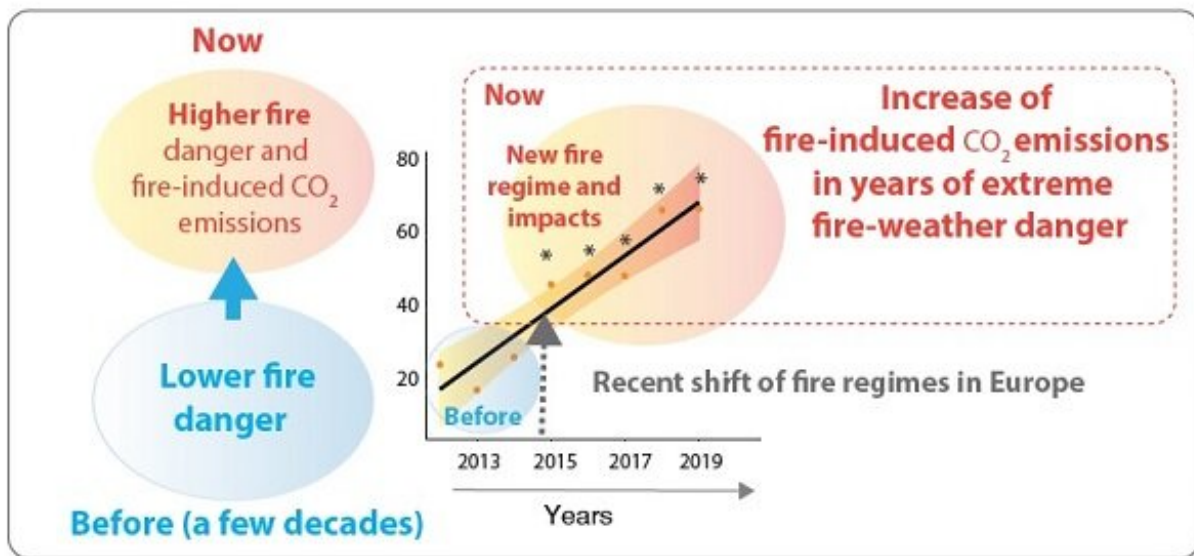 Now
Higher fire
danger and
fire-induced CO₂
emissions
Lower fire
danger
Before (a few decades)
Now
New fire
regime and
impacts
Increase of
fire-induced CO₂ emissions
in years of extreme
fire-weather danger
80
60
40
20
* * * * *
Before
Recent shift of fire regimes in Europe
2013 2015 2017 2019
Years